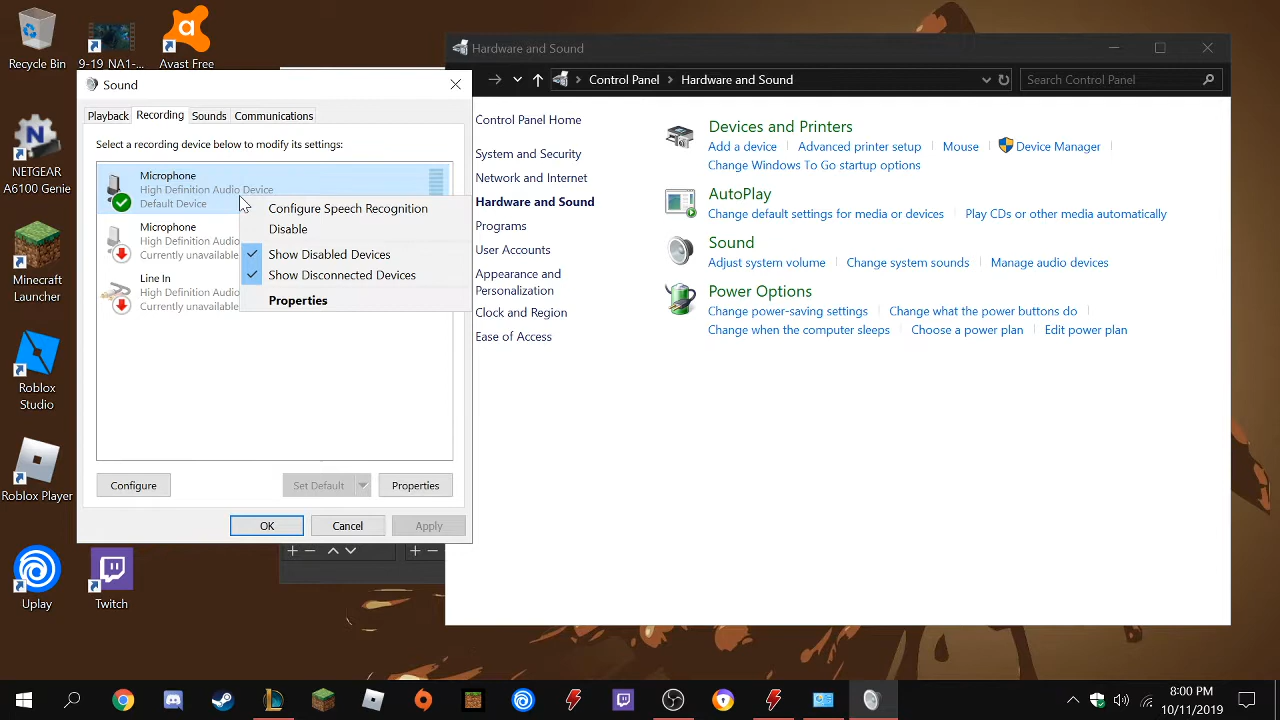 Recycle Bin
9-19 NA1-...
Avast Free
NETGEAR
A6100 Genie
Minecraft
Launcher
Roblox
Studio
Roblox Player
Uplay
Twitch
Sound
Playback
Recording
Sounds
Communications
Select a recording device below to modify its settings:
Microphone
High Definition Audio Device
Default Device
Microphone
High Definition Audio
Currently unavailable
Line In
High Definition Audio
Currently unavailable
Configure Speech Recognition
Disable
Show Disabled Devices
Show Disconnected Devices
Properties
Configure
Set Default
Properties
OK
Cancel
Apply
Hardware and Sound
Control Panel
Hardware and Sound
Search Control Panel
Control Panel Home
System and Security
Network and Internet
Hardware and Sound
Programs
User Accounts
Appearance and
Personalization
Clock and Region
Ease of Access
Devices and Printers
Add a device
Advanced printer setup
Mouse
Device Manager
Change Windows To Go startup options
AutoPlay
Change default settings for media or devices
Play CDs or other media automatically
Sound
Adjust system volume
Change system sounds
Manage audio devices
Power Options
Change power-saving settings
Change what the power buttons do
Change when the computer sleeps
Choose a power plan
Edit power plan
6:00 PM
10/11/2019